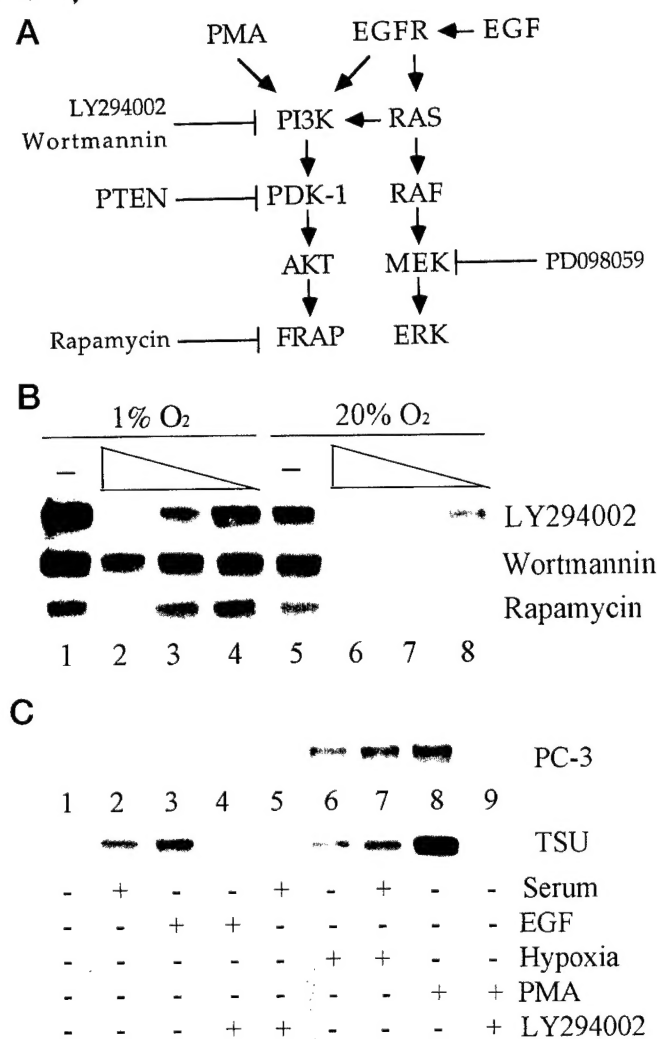 A
PMA EGFR EGF
LY294002
Wortmannin
PI3K RAS
PTEN PDK-1 RAF
AKT MEK PD098059
Rapamycin FRAP ERK
B
1% O₂ 20% O₂
– –
LY294002
Wortmannin
Rapamycin
1 2 3 4 5 6 7 8
C
PC-3
1 2 3 4 5 6 7 8 9
TSU
- + - - + - + - - Serum
- - + + - - - - - EGF
- - - - - + + - - Hypoxia
- - - - - - - + + PMA
- - - + + - - - + LY294002